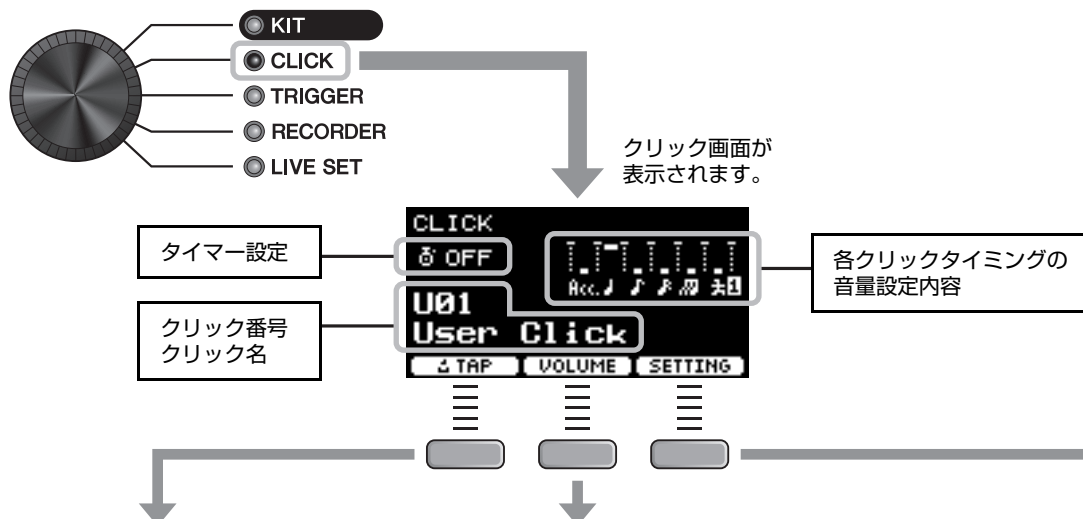 KIT
CLICK
TRIGGER
RECORDER
LIVE SET
クリック画面が
表示されます。
CLICK
OFF
Acc.
U01
User Click
TAP VOLUME SETTING
タイマー設定
クリック番号
クリック名
各クリックタイミングの
音量設定内容